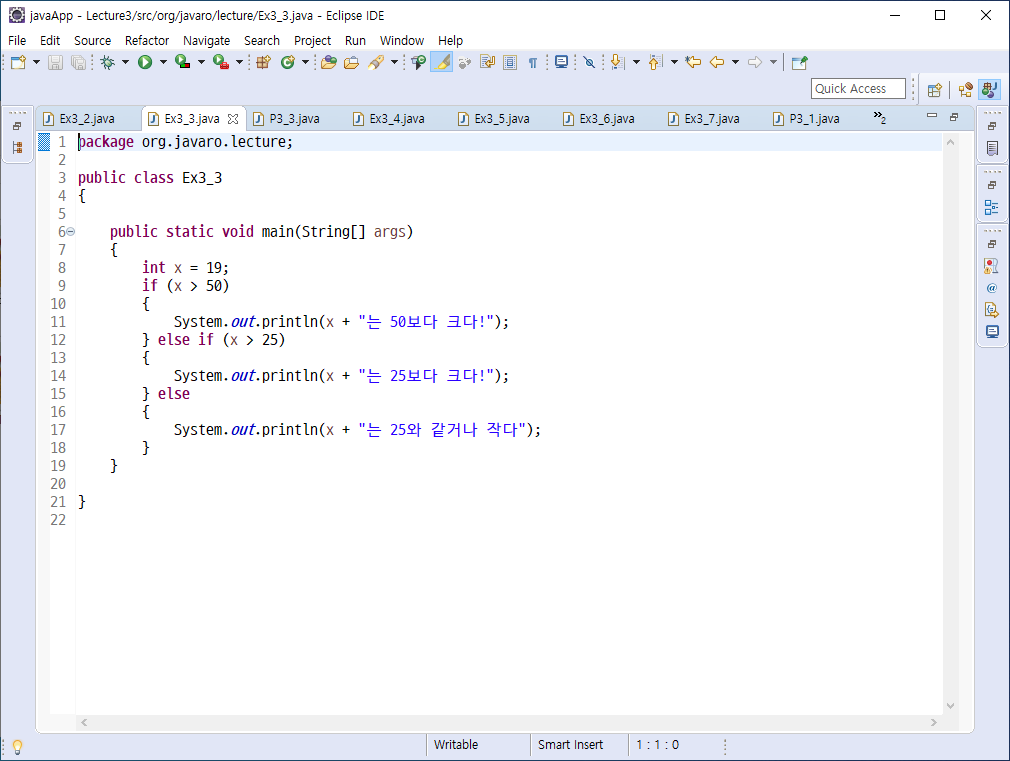 javaApp - Lecture3/src/org/javaro/lecture/Ex3_3.java - Eclipse IDE
File Edit Source Refactor Navigate Search Project Run Window Help
Quick Access
Ex3_2.java Ex3_3.java P3_3.java Ex3_4.java Ex3_5.java Ex3_6.java Ex3_7.java P3_1.java »2
1 package org.javaro.lecture;
2
3 public class Ex3_3
4 {
5
6 public static void main(String[] args)
7 {
8 int x = 19;
9 if (x > 50)
10 {
11 System.out.println(x + "는 50보다 크다!");
12 } else if (x > 25)
13 {
14 System.out.println(x + "는 25보다 크다!");
15 } else
16 {
17 System.out.println(x + "는 25와 같거나 작다");
18 }
19 }
20
21 }
22
Writable Smart Insert 1 : 1 : 0